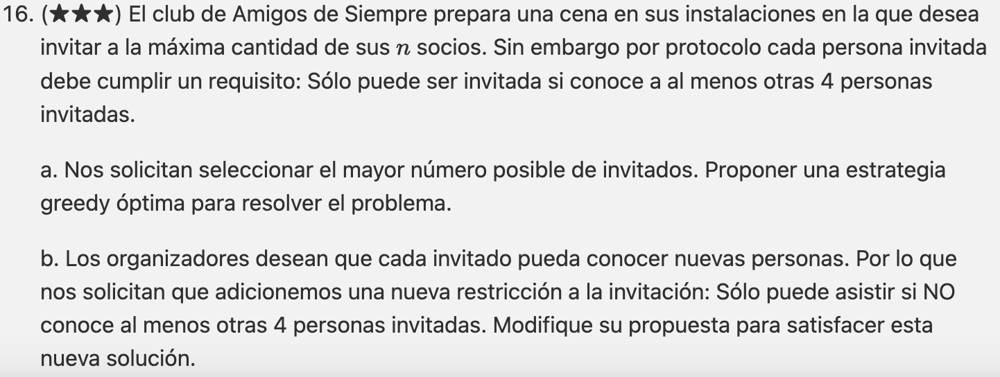 16. (★★★) El club de Amigos de Siempre prepara una cena en sus instalaciones en la que desea
invitar a la máxima cantidad de sus n socios. Sin embargo por protocolo cada persona invitada
debe cumplir un requisito: Sólo puede ser invitada si conoce a al menos otras 4 personas
invitadas.
a. Nos solicitan seleccionar el mayor número posible de invitados. Proponer una estrategia
greedy óptima para resolver el problema.
b. Los organizadores desean que cada invitado pueda conocer nuevas personas. Por lo que
nos solicitan que adicionemos una nueva restricción a la invitación: Sólo puede asistir si NO
conoce al menos otras 4 personas invitadas. Modifique su propuesta para satisfacer esta
nueva solución.